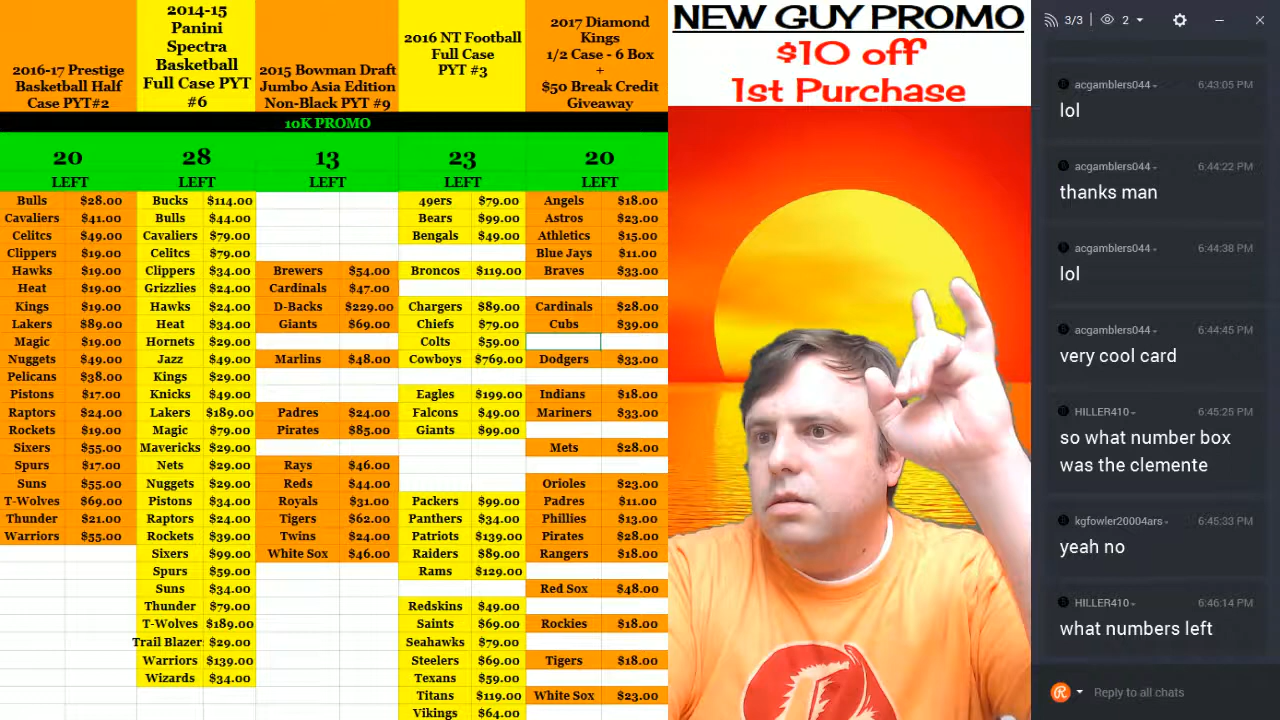 2016-17 Prestige
Basketball Half
Case PYT#2
2014-15
Panini
Spectra
Basketball
Full Case PYT
#6
2015 Bowman Draft
Jumbo Asia Edition
Non-Black PYT #9
2016 NT Football
Full Case
PYT #3
2017 Diamond
Kings
1/2 Case - 6 Box
+
$50 Break Credit
Giveaway
10K PROMO
20
LEFT
28
LEFT
13
LEFT
23
LEFT
20
LEFT
Bulls $28.00
Cavaliers $41.00
Celitcs $49.00
Clippers $19.00
Hawks $19.00
Heat $19.00
Kings $19.00
Lakers $89.00
Magic $19.00
Nuggets $49.00
Pelicans $38.00
Pistons $17.00
Raptors $24.00
Rockets $19.00
Sixers $55.00
Spurs $17.00
Suns $55.00
T-Wolves $69.00
Thunder $21.00
Warriors $55.00
Bucks $114.00
Bulls $44.00
Cavaliers $79.00
Celitcs $79.00
Clippers $34.00
Grizzlies $24.00
Hawks $24.00
Heat $34.00
Hornets $29.00
Jazz $49.00
Kings $29.00
Knicks $49.00
Lakers $189.00
Magic $79.00
Mavericks $29.00
Nets $29.00
Nuggets $29.00
Pistons $34.00
Raptors $24.00
Rockets $39.00
Sixers $99.00
Spurs $59.00
Suns $34.00
Thunder $79.00
T-Wolves $189.00
Trail Blazer $29.00
Warriors $139.00
Wizards $34.00
Brewers $54.00
Cardinals $47.00
D-Backs $229.00
Giants $69.00
Marlins $48.00
Padres $24.00
Pirates $85.00
Rays $46.00
Reds $44.00
Royals $31.00
Tigers $62.00
Twins $24.00
White Sox $46.00
49ers $79.00
Bears $99.00
Bengals $49.00
Broncos $119.00
Chargers $89.00
Chiefs $79.00
Colts $59.00
Cowboys $769.00
Eagles $199.00
Falcons $49.00
Giants $99.00
Packers $99.00
Panthers $34.00
Patriots $139.00
Raiders $89.00
Rams $129.00
Redskins $49.00
Saints $69.00
Seahawks $79.00
Steelers $69.00
Texans $59.00
Titans $119.00
Vikings $64.00
Angels $18.00
Astros $23.00
Athletics $15.00
Blue Jays $11.00
Braves $33.00
Cardinals $28.00
Cubs $39.00
Dodgers $33.00
Indians $18.00
Mariners $33.00
Mets $28.00
Orioles $23.00
Padres $11.00
Phillies $13.00
Pirates $28.00
Rangers $18.00
Red Sox $48.00
Rockies $18.00
Tigers $18.00
White Sox $23.00
NEW GUY PROMO
$10 off
1st Purchase
3/3 2
acgamblers044 6:43:05 PM
lol
acgamblers044 6:44:22 PM
thanks man
acgamblers044 6:44:38 PM
lol
acgamblers044 6:44:45 PM
very cool card
HILLER410 6:45:25 PM
so what number box
was the clemente
kgfowler20004ars 6:45:33 PM
yeah no
HILLER410 6:46:14 PM
what numbers left
Reply to all chats